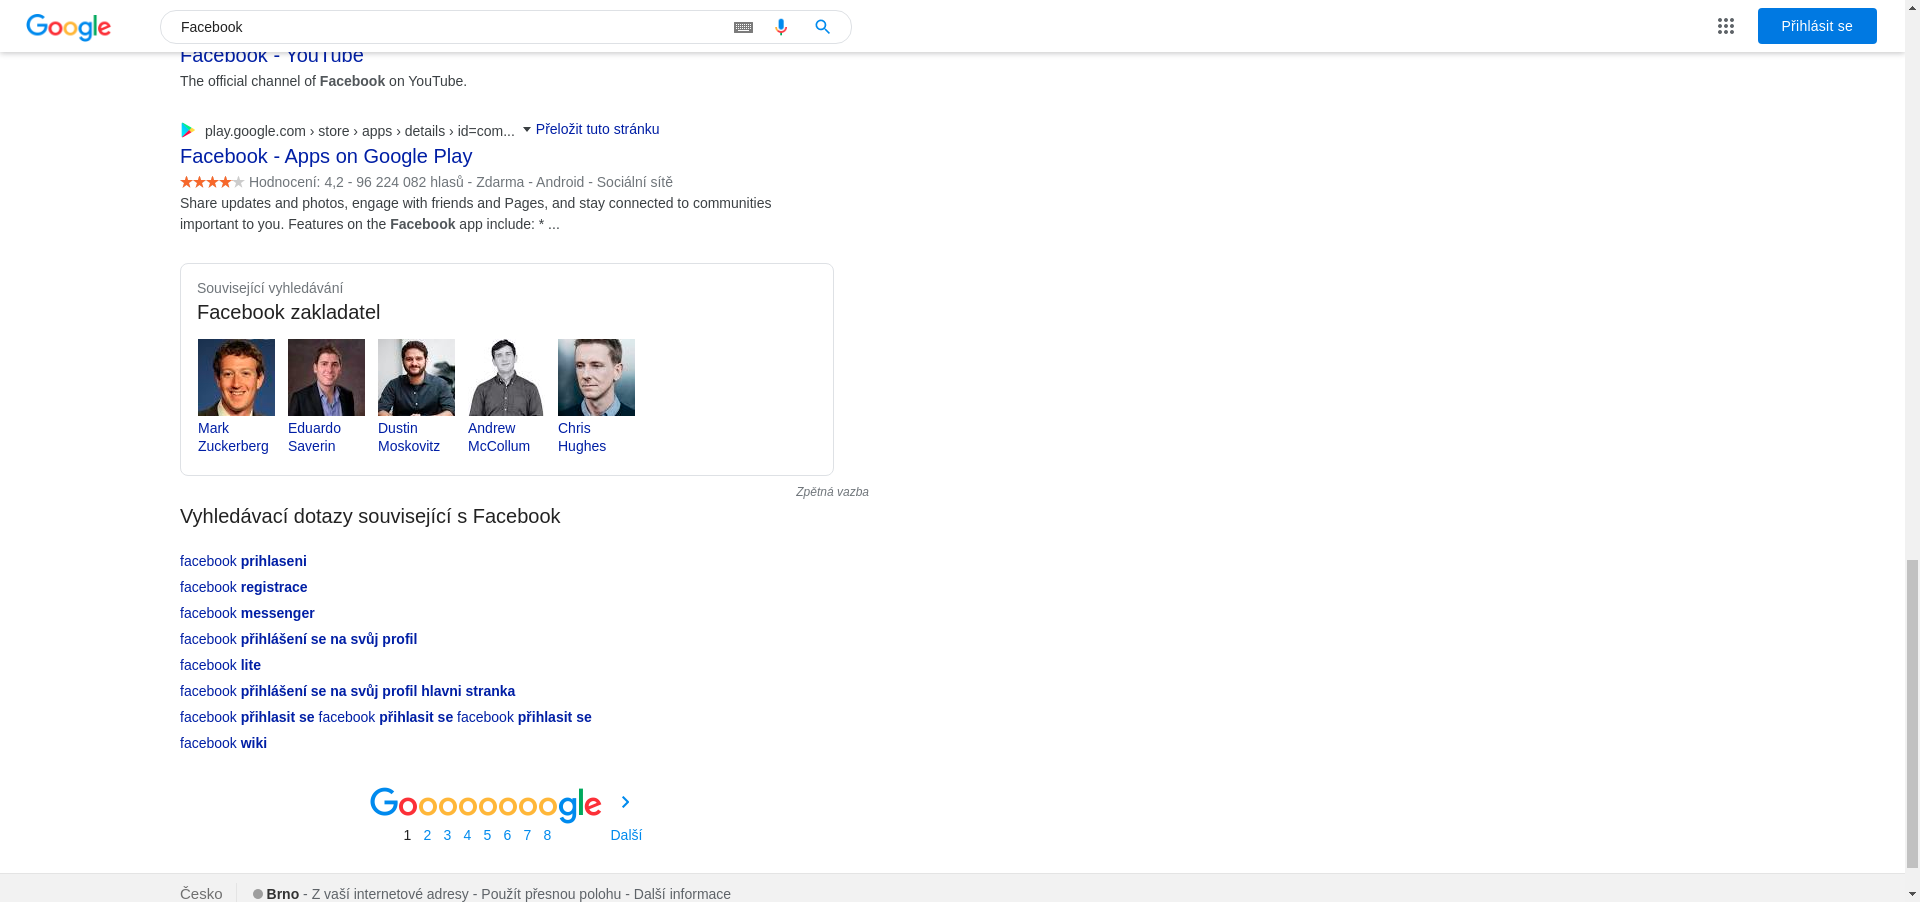 Google
Facebook
Přihlásit se
Facebook - YouTube
The official channel of Facebook on YouTube.
play.google.com › store › apps › details › id=com... Přeložit tuto stránku
Facebook - Apps on Google Play
Hodnocení: 4,2 - 96 224 082 hlasů - Zdarma - Android - Sociální sítě
Share updates and photos, engage with friends and Pages, and stay connected to communities
important to you. Features on the Facebook app include: * ...
Související vyhledávání
Facebook zakladatel
Mark
Zuckerberg
Eduardo
Saverin
Dustin
Moskovitz
Andrew
McCollum
Chris
Hughes
Zpětná vazba
Vyhledávací dotazy související s Facebook
facebook prihlaseni
facebook registrace
facebook messenger
facebook přihlášení se na svůj profil
facebook lite
facebook přihlášení se na svůj profil hlavni stranka
facebook přihlasit se facebook přihlasit se facebook přihlasit se
facebook wiki
Goooooooogle
1 2 3 4 5 6 7 8 Další
Česko Brno - Z vaší internetové adresy - Použít přesnou polohu - Další informace